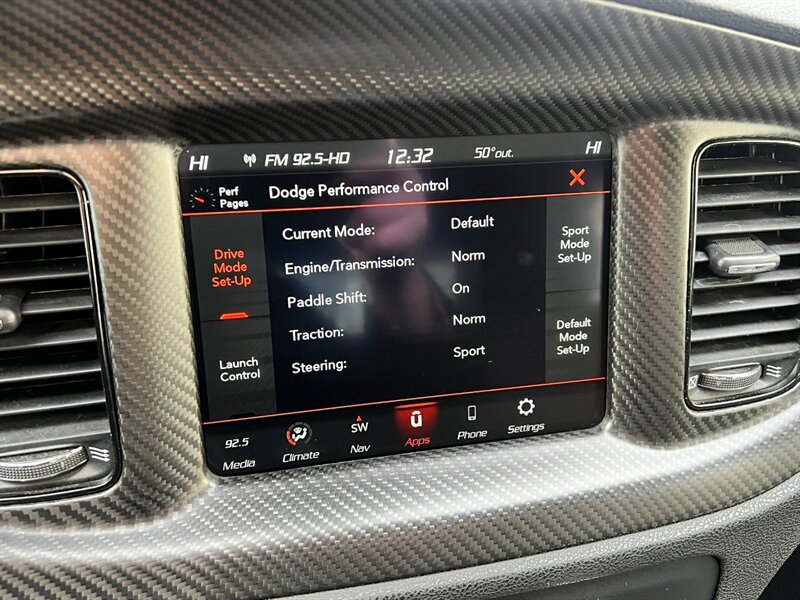 HI FM 92.5-HD 12:32 50°out. HI
Perf
Pages
Dodge Performance Control
X
Drive
Mode
Set-Up
Launch
Control
Current Mode: Default
Engine/Transmission: Norm
Paddle Shift: On
Traction: Norm
Steering: Sport
Sport
Mode
Set-Up
Default
Mode
Set-Up
92.5
Media
Climate
SW
Nav
û
Apps
Phone
Settings